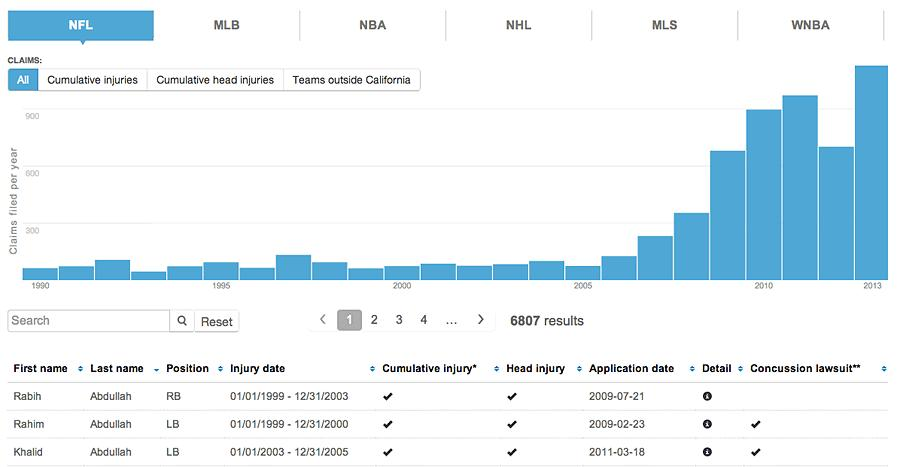 NFL MLB NBA NHL MLS WNBA
CLAIMS:
All Cumulative injuries Cumulative head injuries Teams outside California
900
600
300
Claims filed per year
1990 1995 2000 2005 2010 2013
Search Reset 1 2 3 4 ... 6807 results
First name Last name Position Injury date Cumulative injury* Head injury Application date Detail Concussion lawsuit**
Rabih Abdullah RB 01/01/1999 - 12/31/2003 ✔ ✔ 2009-07-21
Rahim Abdullah LB 01/01/1999 - 12/31/2000 ✔ ✔ 2009-02-23 ✔
Khalid Abdullah LB 01/01/2003 - 12/31/2005 ✔ ✔ 2011-03-18 ✔